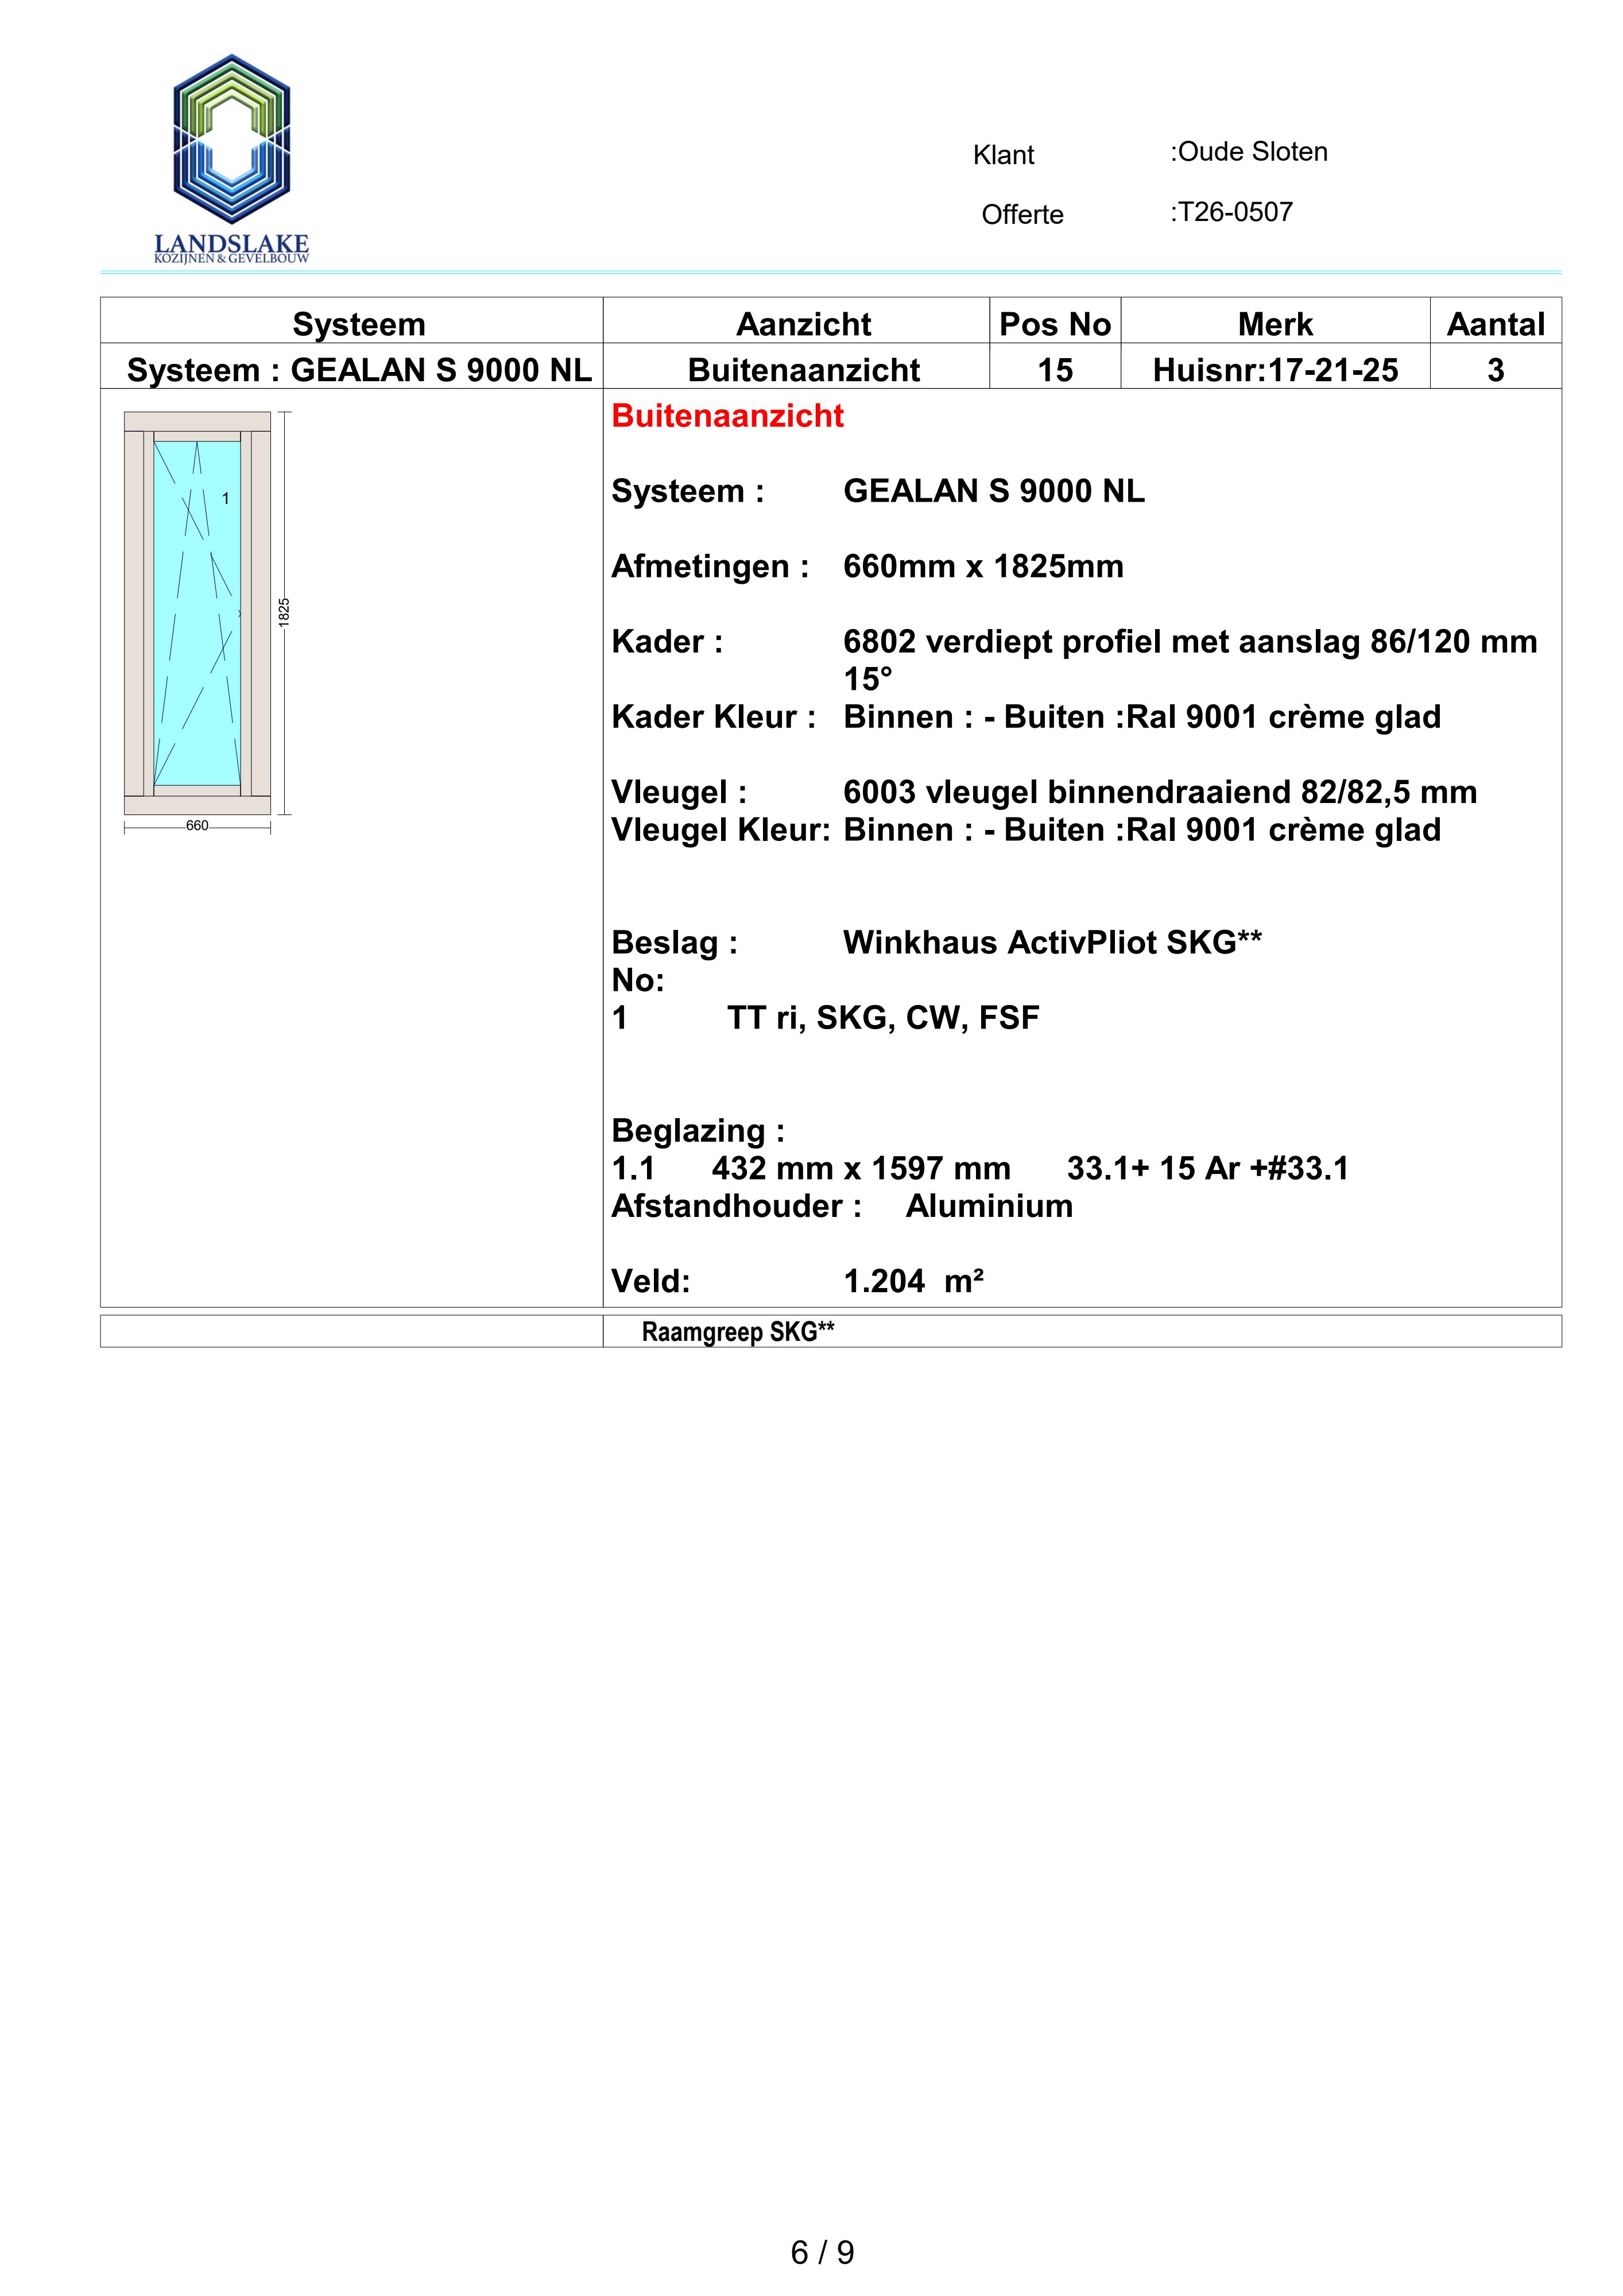 LANDSLAKE
KOZIJNEN & GEVELBOUW
Klant :Oude Sloten
Offerte :T26-0507
Systeem Aanzicht Pos No Merk Aantal
Systeem : GEALAN S 9000 NL Buitenaanzicht 15 Huisnr:17-21-25 3
1
1825
660
Buitenaanzicht
Systeem : GEALAN S 9000 NL
Afmetingen : 660mm x 1825mm
Kader : 6802 verdiept profiel met aanslag 86/120 mm
15°
Kader Kleur : Binnen : - Buiten :Ral 9001 crème glad
Vleugel : 6003 vleugel binnendraaiend 82/82,5 mm
Vleugel Kleur: Binnen : - Buiten :Ral 9001 crème glad
Beslag : Winkhaus ActivPliot SKG**
No:
1 TT ri, SKG, CW, FSF
Beglazing :
1.1 432 mm x 1597 mm 33.1+ 15 Ar +#33.1
Afstandhouder : Aluminium
Veld: 1.204 m²
Raamgreep SKG**
6 / 9